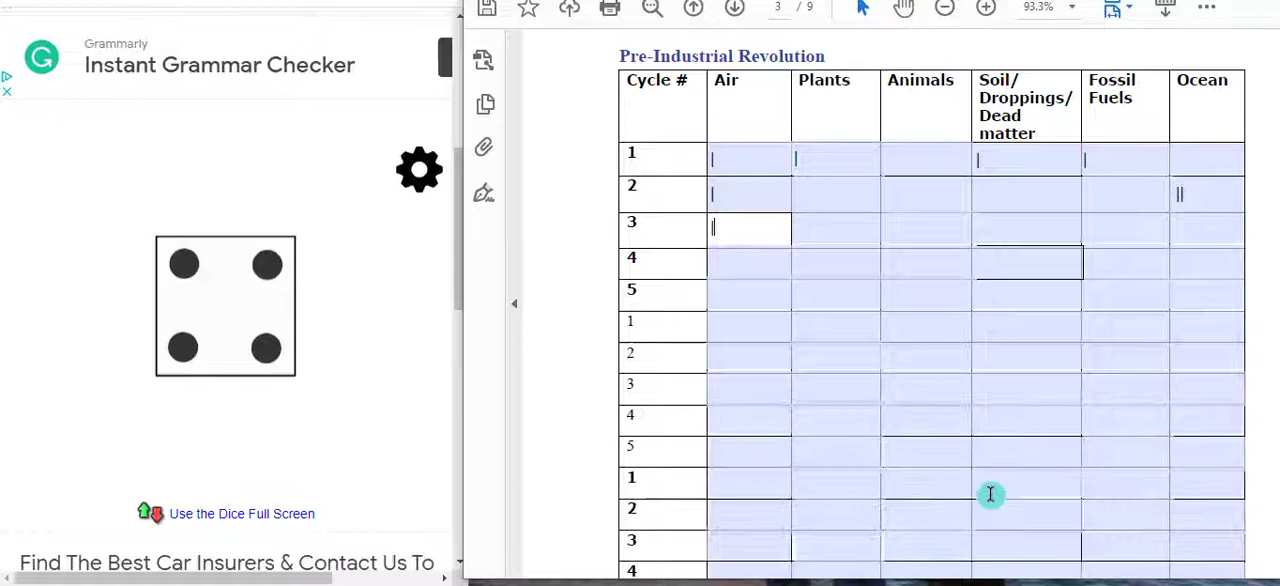 Grammarly
Instant Grammar Checker
Use the Dice Full Screen
Find The Best Car Insurers & Contact Us To
3 / 9
93.3%
Pre-Industrial Revolution
Cycle # Air Plants Animals Soil/ Droppings/ Dead matter Fossil Fuels Ocean
1 | | | |
2 | ||
3 |
4
5
1
2
3
4
5
1
2
3
4